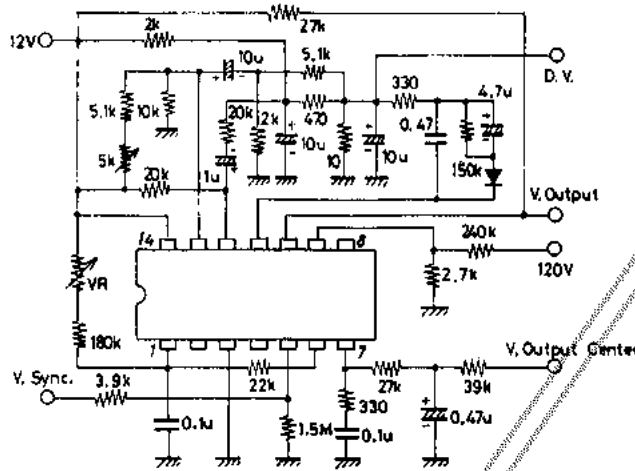 27k
2k
12V
10u
5.1k
D.V.
330
4.7u
5.1k
10k
20k
2k
470
0.47
10u
10
10u
150k
5k
20k
1u
V.Output
14
8
240k
120V
2.7k
VR
180k
1
7
V.Output Center
22k
27k
39k
V. Sync.
3.9k
330
0.1u
1.5M
0.1u
0.47u